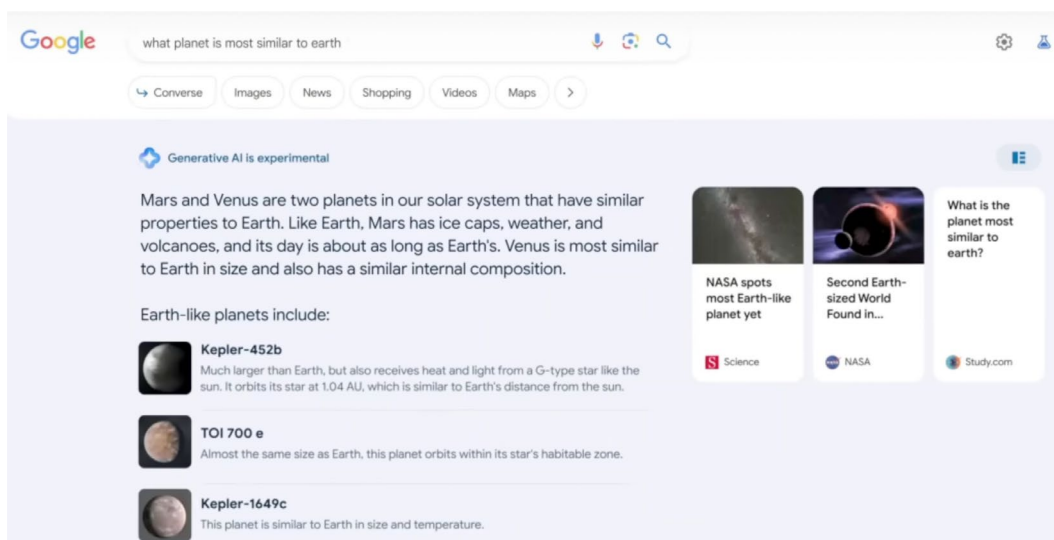 Google
what planet is most similar to earth
Converse
Images
News
Shopping
Videos
Maps
Generative AI is experimental
Mars and Venus are two planets in our solar system that have similar
properties to Earth. Like Earth, Mars has ice caps, weather, and
volcanoes, and its day is about as long as Earth's. Venus is most similar
to Earth in size and also has a similar internal composition.
Earth-like planets include:
Kepler-452b
Much larger than Earth, but also receives heat and light from a G-type star like the
sun. It orbits its star at 1.04 AU, which is similar to Earth's distance from the sun.
TOI 700 e
Almost the same size as Earth, this planet orbits within its star's habitable zone.
Kepler-1649c
This planet is similar to Earth in size and temperature.
NASA spots
most Earth-like
planet yet
S Science
Second Earth-
sized World
Found in...
NASA
What is the
planet most
similar to
earth?
Study.com